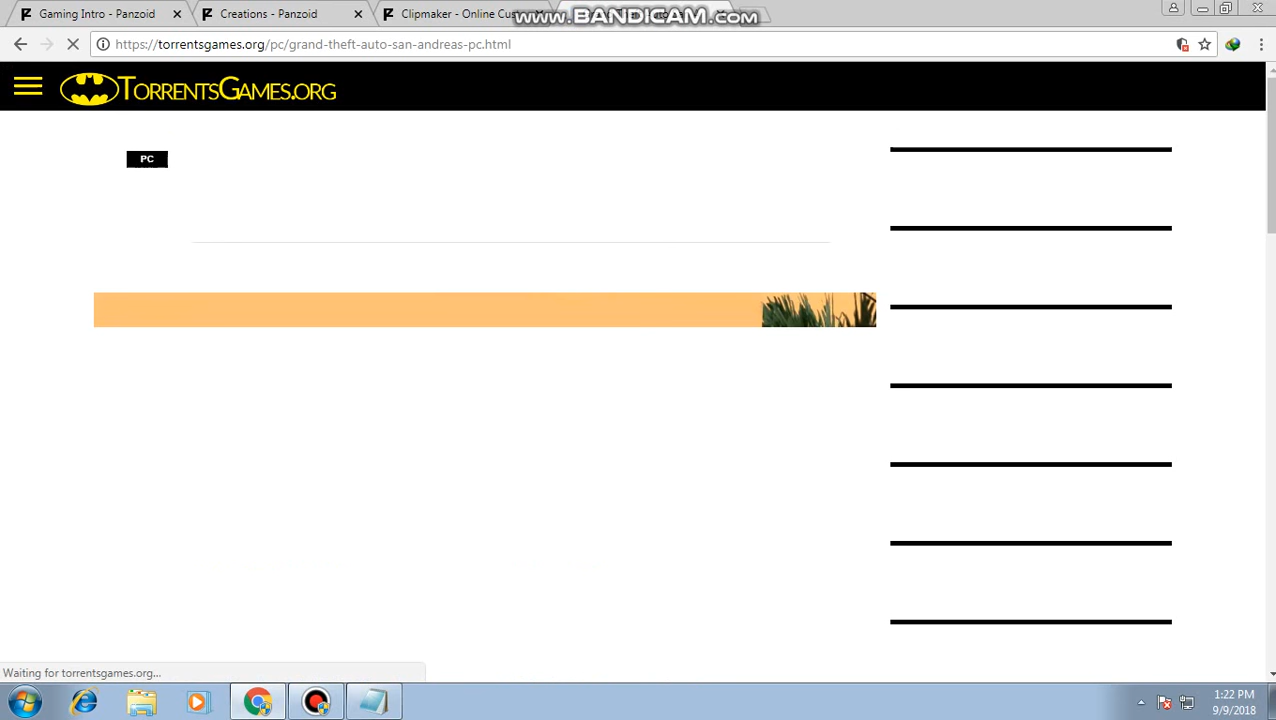 Gaming Intro - Panzoid
Creations - Panzoid
Clipmaker - Online Cus
www.BANDICAM.com
https://torrentsgames.org/pc/grand-theft-auto-san-andreas-pc.html
TORRENTSGAMES.ORG
PC
Waiting for torrentsgames.org...
1:22 PM
9/9/2018